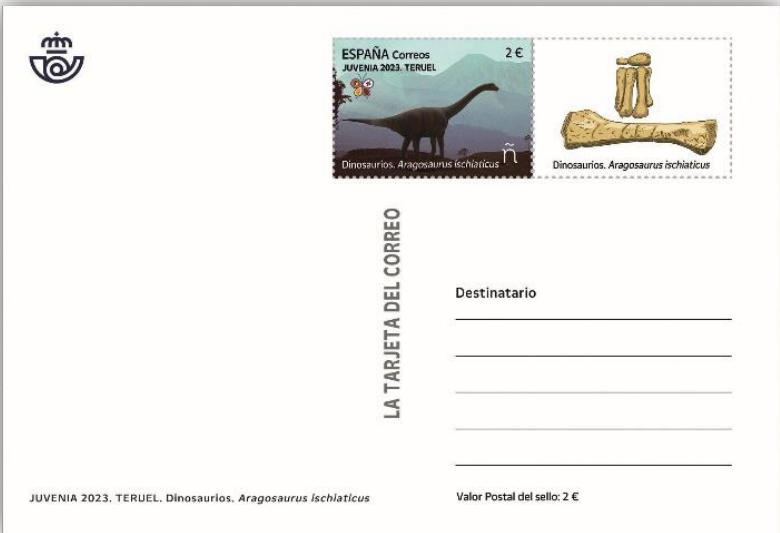 ESPAÑA Correos 2 €
JUVENIA 2023. TERUEL
ñ
Dinosaurios. Aragosaurus ischiaticus
Dinosaurios. Aragosaurus ischiaticus
LA TARJETA DEL CORREO
Destinatario
JUVENIA 2023. TERUEL. Dinosaurios. Aragosaurus ischiaticus
Valor Postal del sello: 2 €